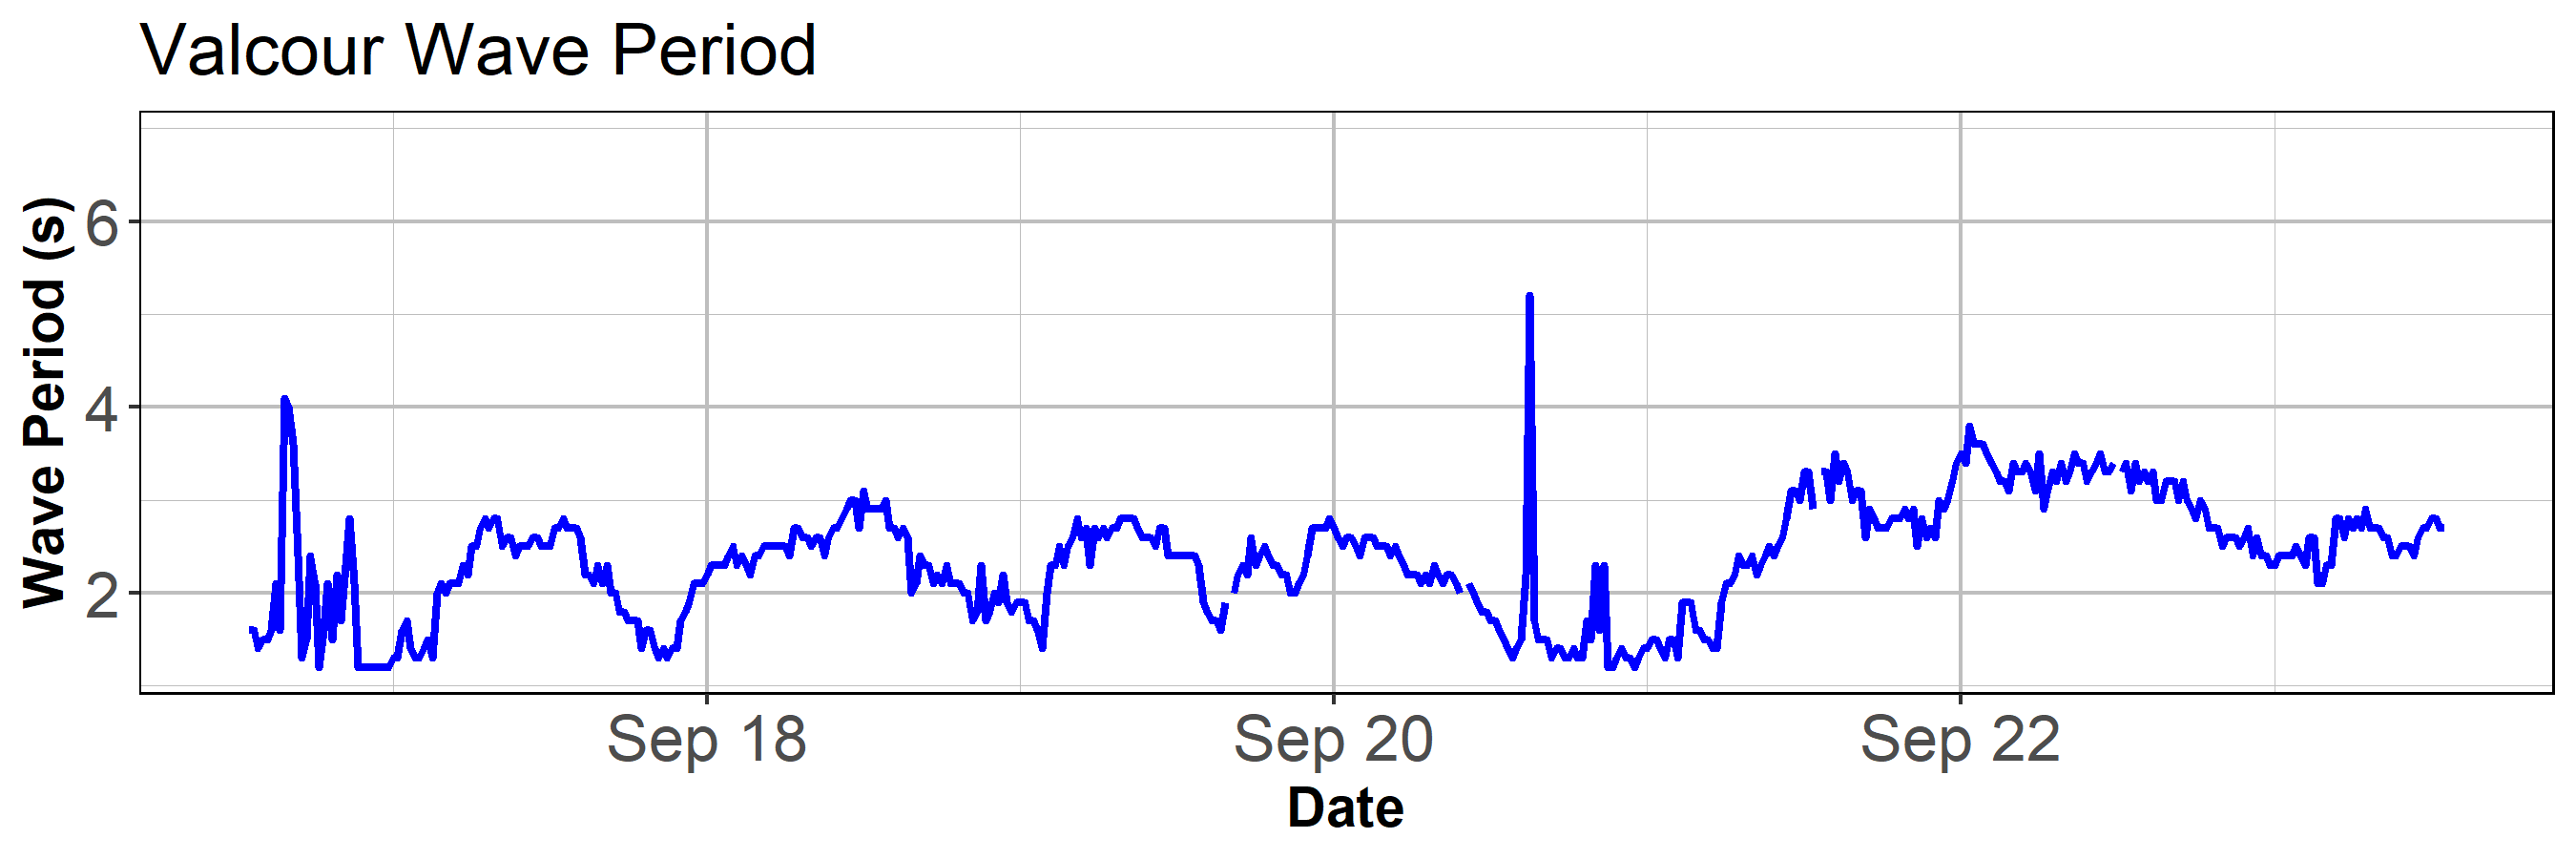 Valcour Wave Period
Wave Period (s)
6
4
2
Sep 18
Sep 20
Sep 22
Date